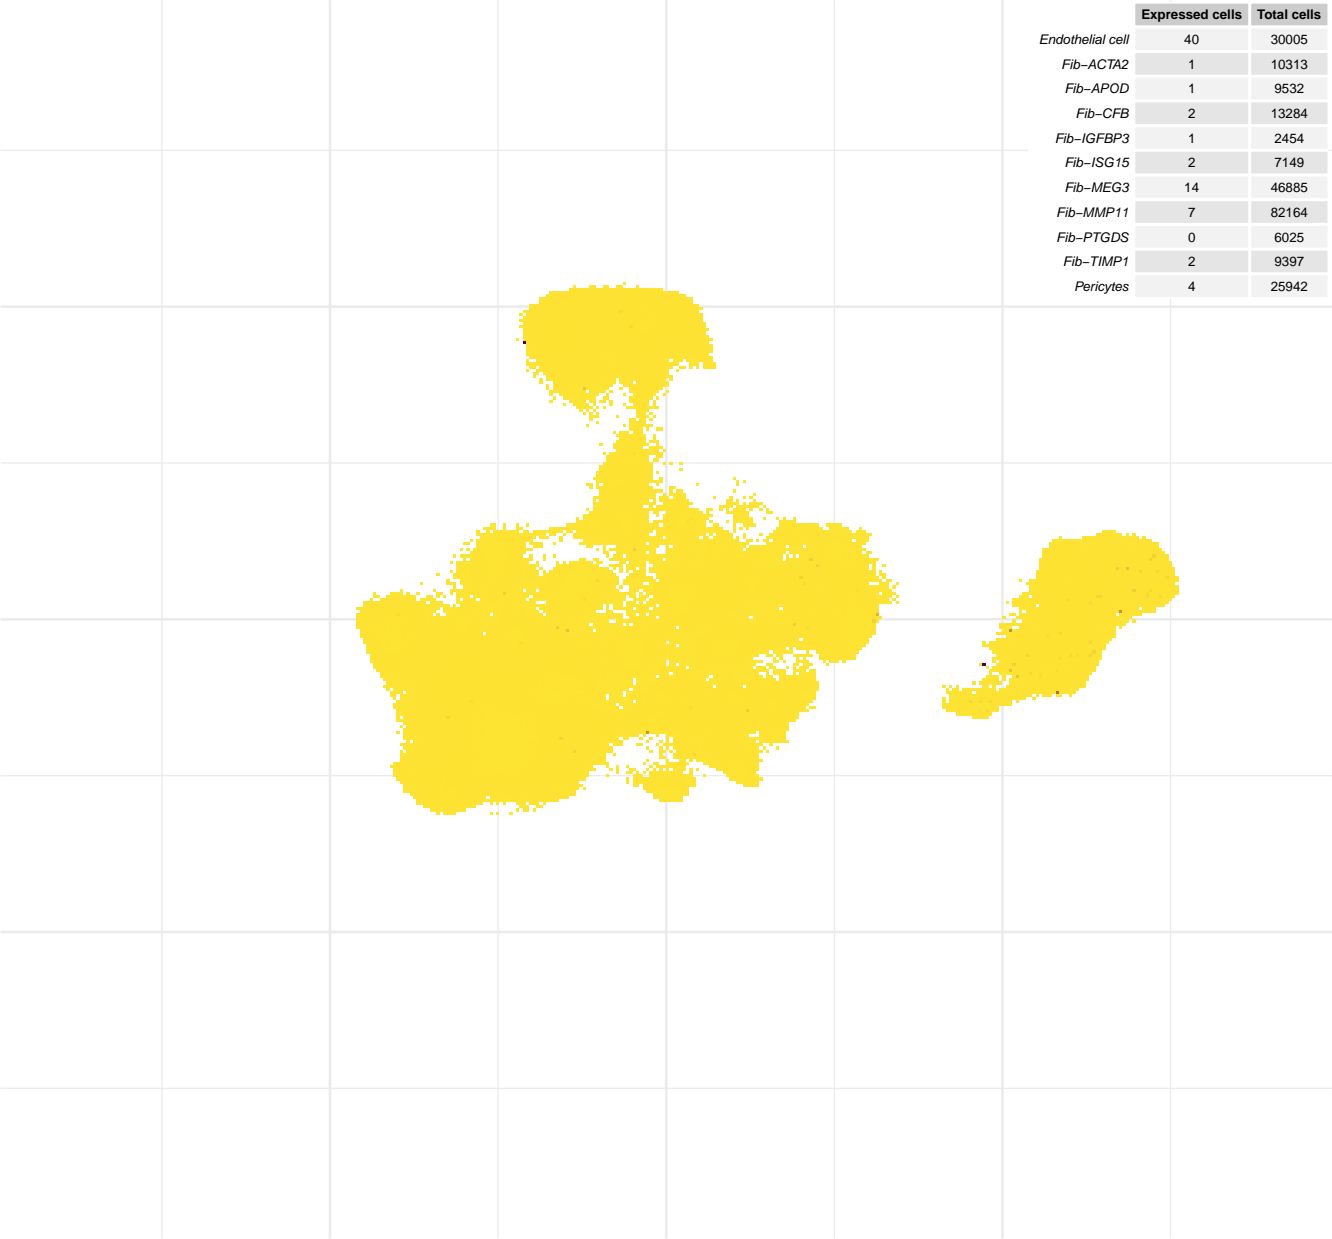 Expressed cells Total cells
Endothelial cell 40 30005
Fib−ACTA2 1 10313
Fib−APOD 1 9532
Fib−CFB 2 13284
Fib−IGFBP3 1 2454
Fib−ISG15 2 7149
Fib−MEG3 14 46885
Fib−MMP11 7 82164
Fib−PTGDS 0 6025
Fib−TIMP1 2 9397
Pericytes 4 25942